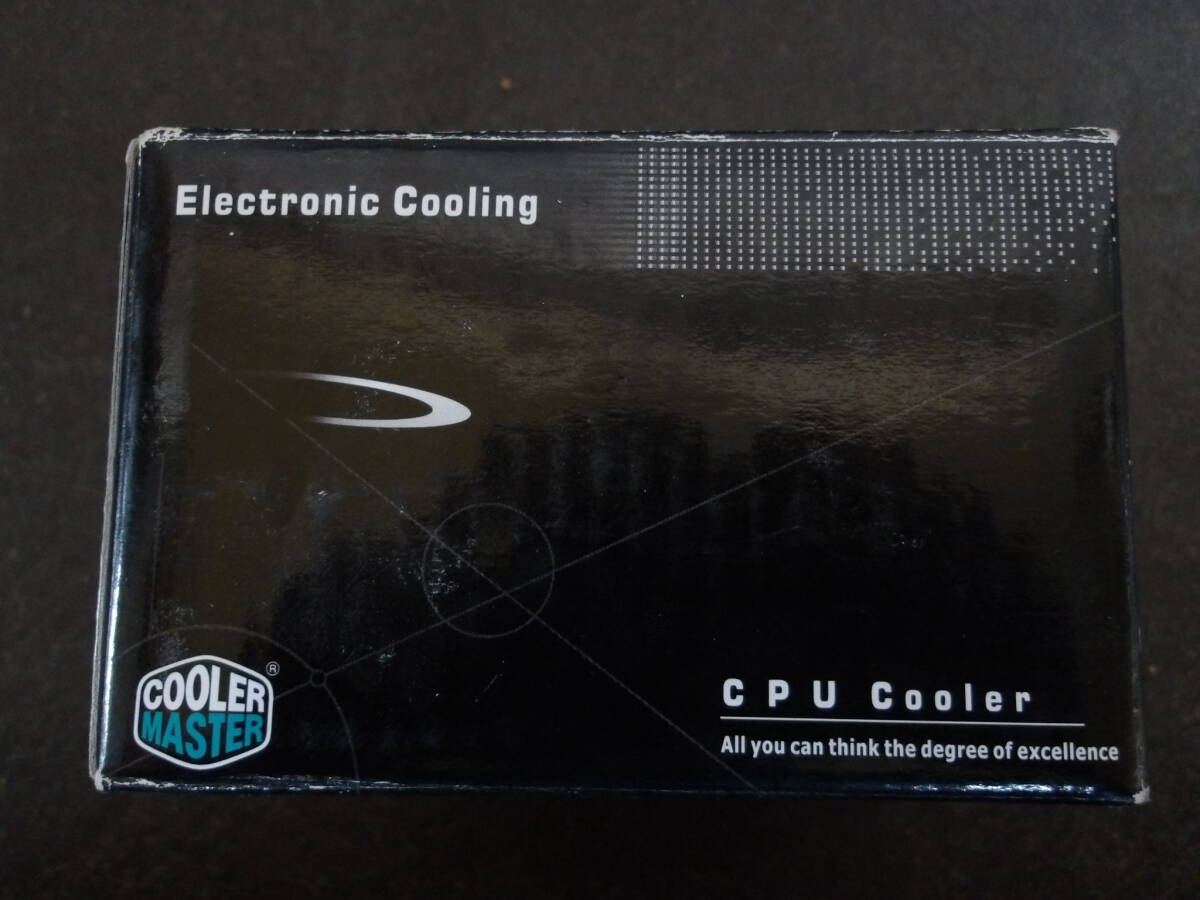 Electronic Cooling
COOLER
MASTER
®
CPU Cooler
All you can think the degree of excellence